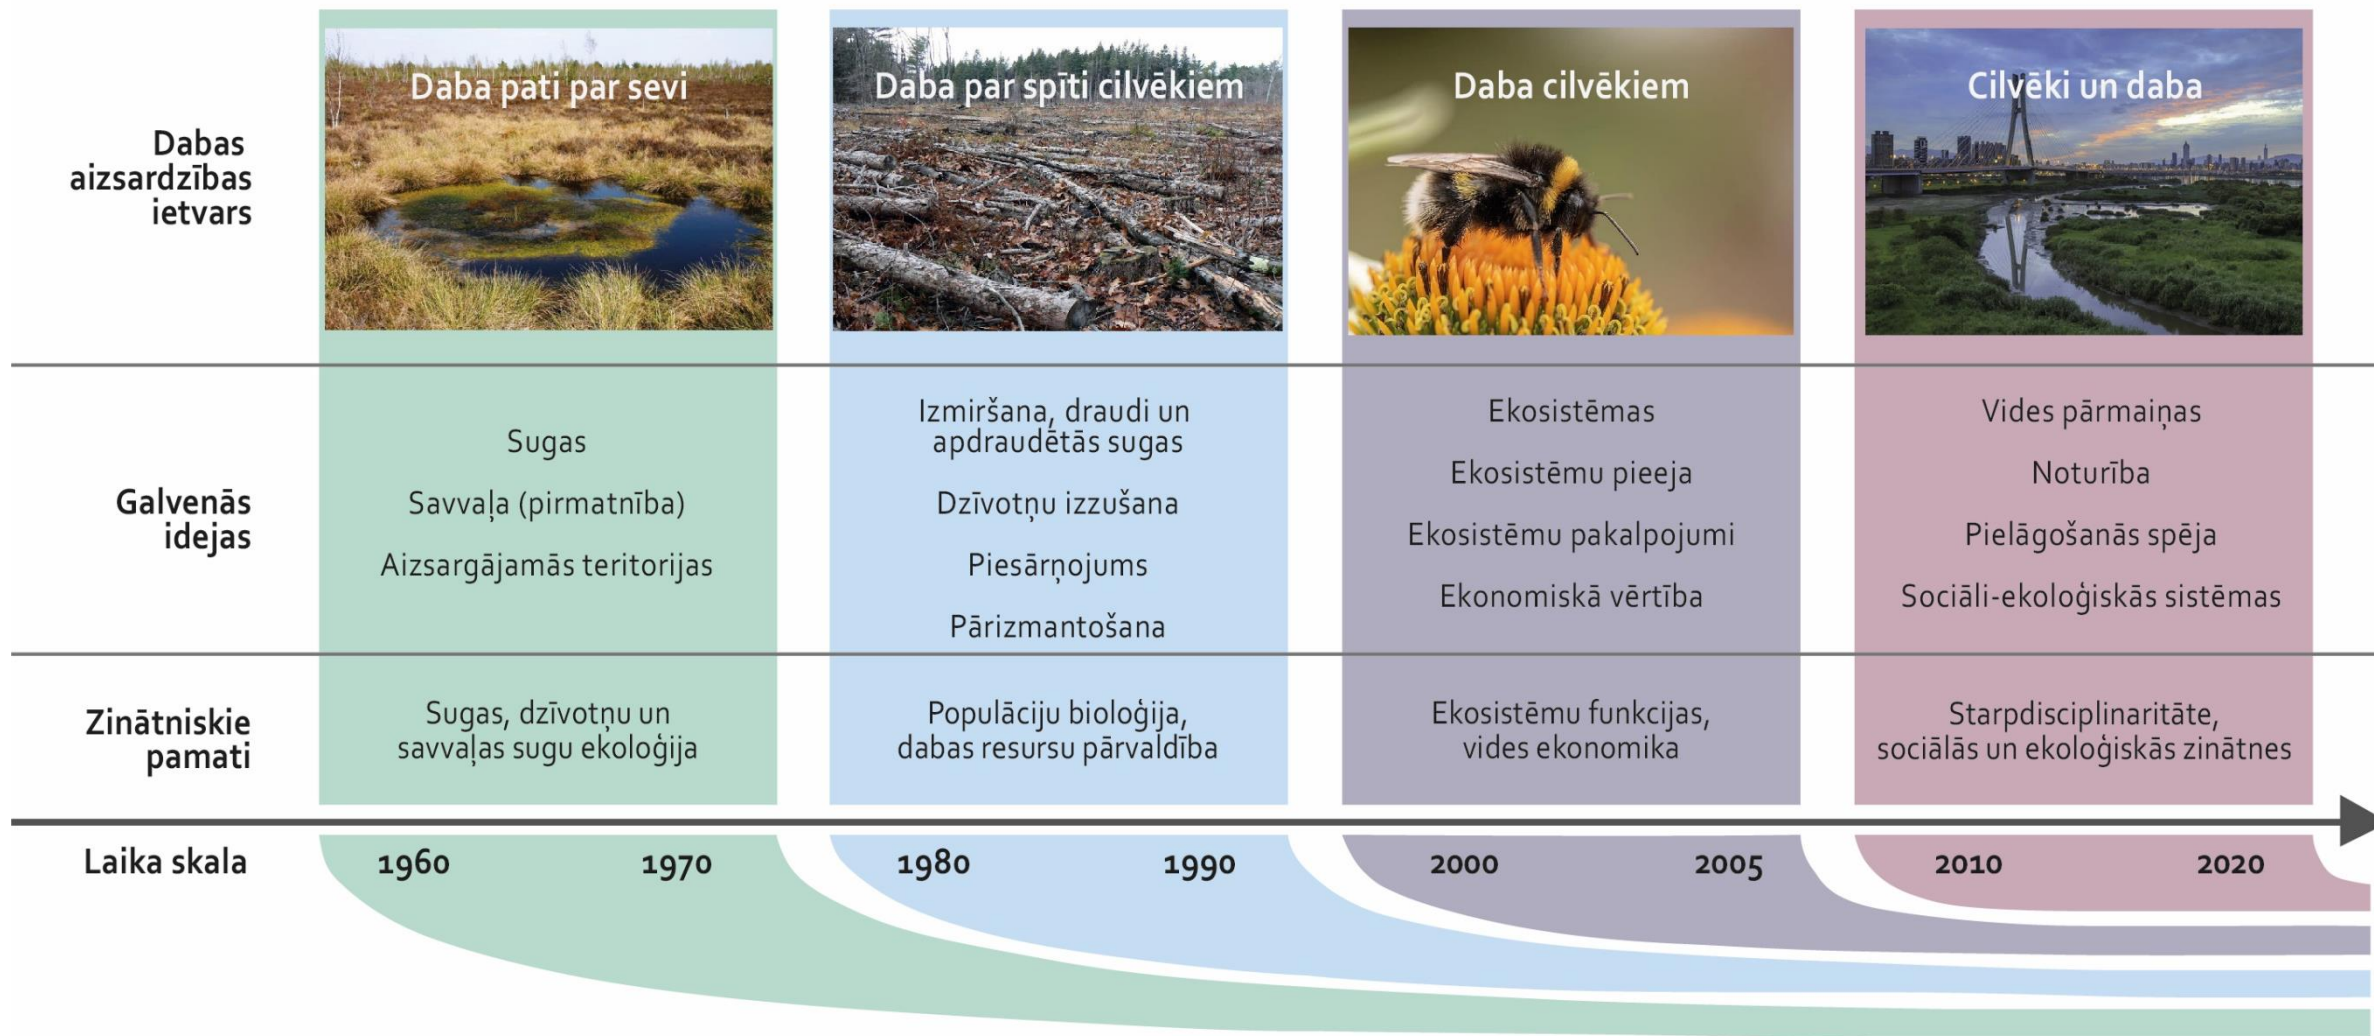 Dabas
aizsardzības
ietvars
Daba pati par sevi
Daba par spīti cilvēkiem
Daba cilvēkiem
Cilvēki un daba
Galvenās
idejas
Sugas
Savvaļa (pirmatnība)
Aizsargājamās teritorijas
Izmiršana, draudi un
apdraudētās sugas
Dzīvotņu izzušana
Piesārņojums
Pārizmantošana
Ekosistēmas
Ekosistēmu pieeja
Ekosistēmu pakalpojumi
Ekonomiskā vērtība
Vides pārmaiņas
Noturība
Pielāgošanās spēja
Sociāli-ekoloģiskās sistēmas
Zinātniskie
pamati
Sugas, dzīvotņu un
savvaļas sugu ekoloģija
Populāciju bioloģija,
dabas resursu pārvaldība
Ekosistēmu funkcijas,
vides ekonomika
Starpdisciplinaritāte,
sociālās un ekoloģiskās zinātnes
Laika skala
1960 1970 1980 1990 2000 2005 2010 2020